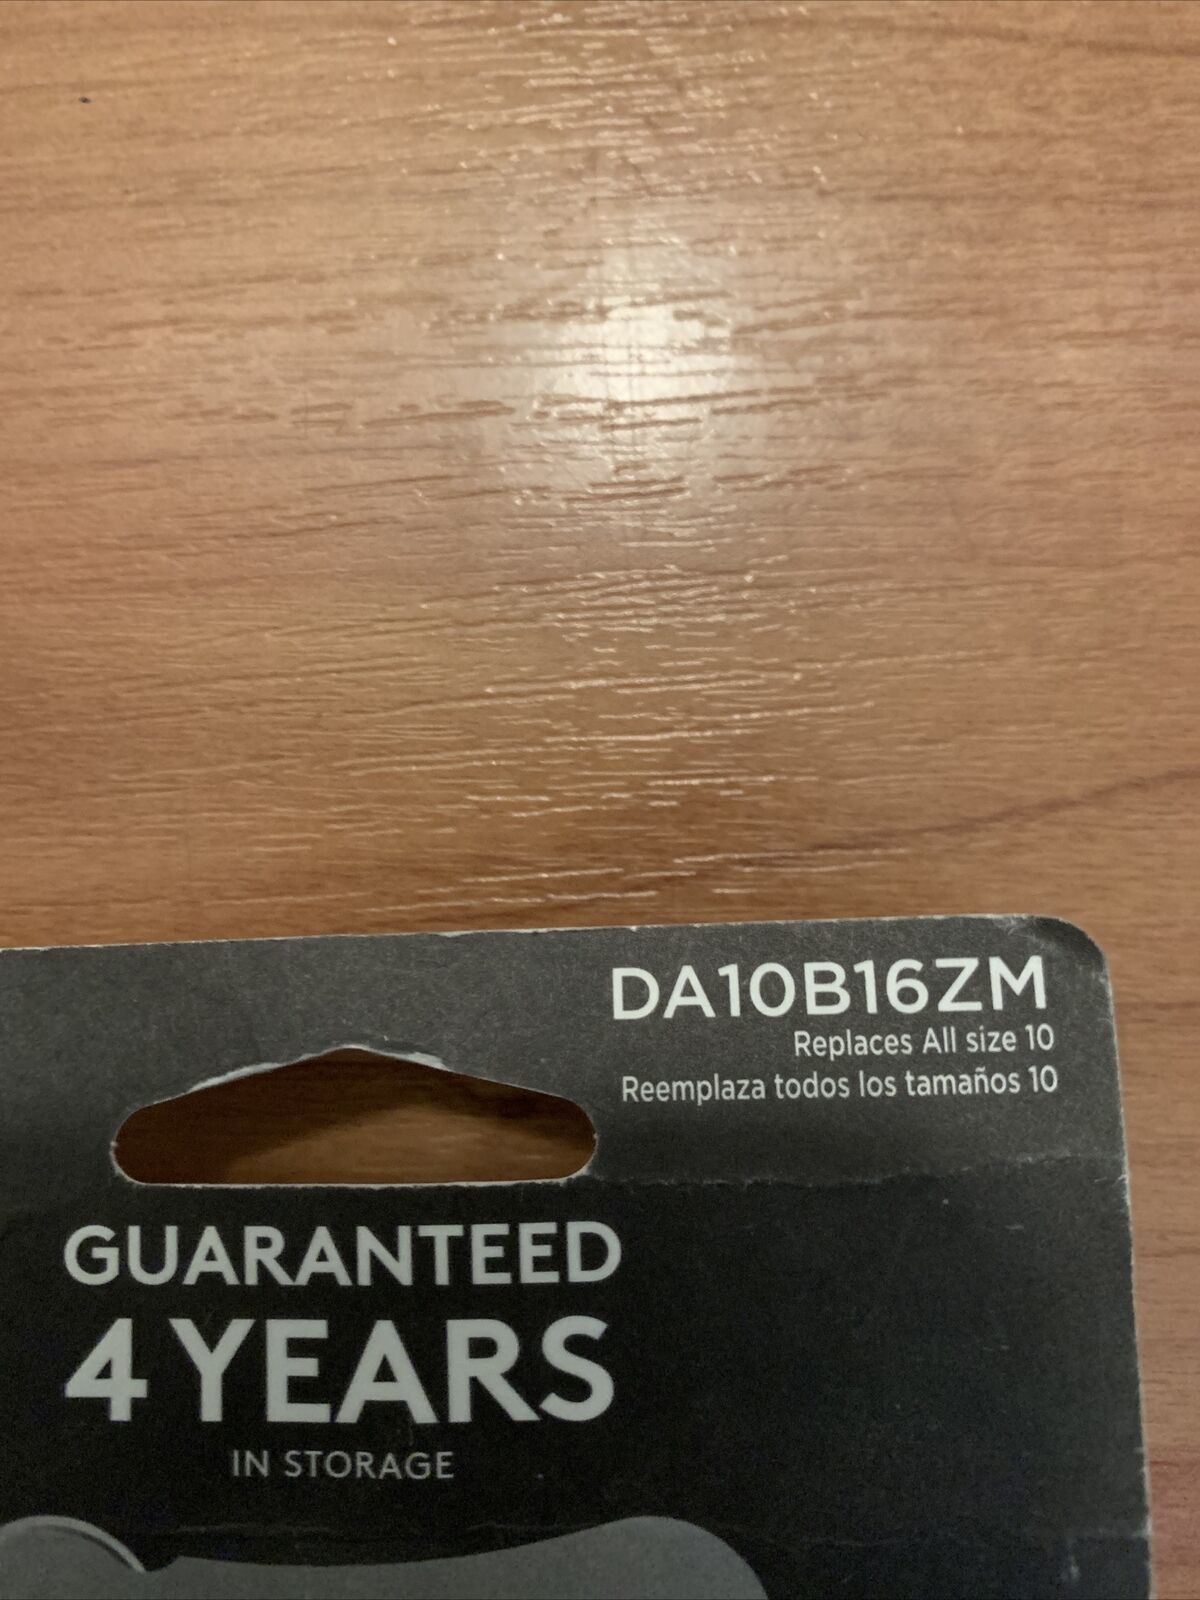 DA10B16ZM
Replaces All size 10
Reemplaza todos los tamaños 10
GUARANTEED
4 YEARS
IN STORAGE